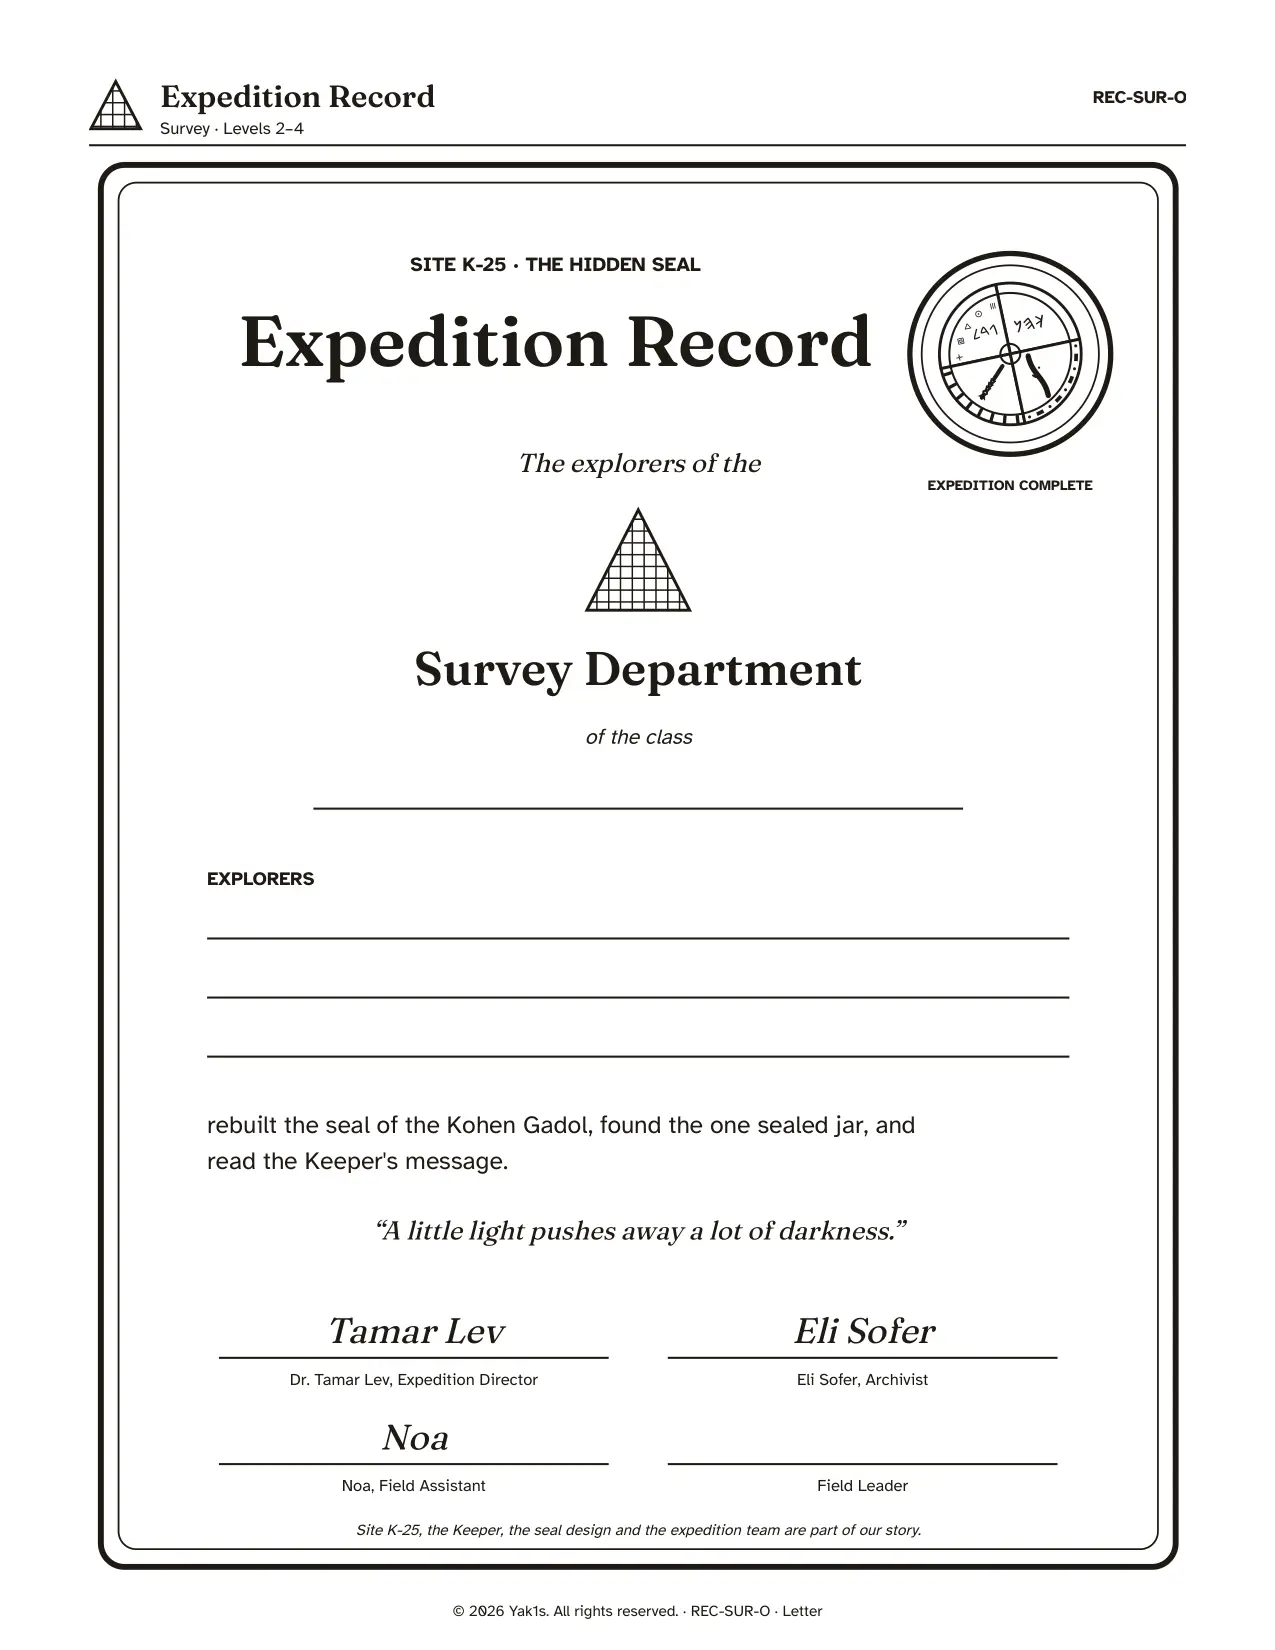 Expedition Record
REC-SUR-O
Survey · Levels 2–4
SITE K-25 · THE HIDDEN SEAL
Expedition Record
The explorers of the
EXPEDITION COMPLETE
Survey Department
of the class
EXPLORERS
rebuilt the seal of the Kohen Gadol, found the one sealed jar, and
read the Keeper's message.
“A little light pushes away a lot of darkness.”
Tamar Lev
Eli Sofer
Dr. Tamar Lev, Expedition Director
Eli Sofer, Archivist
Noa
Noa, Field Assistant
Field Leader
Site K-25, the Keeper, the seal design and the expedition team are part of our story.
© 2026 Yak1s. All rights reserved. · REC-SUR-O · Letter